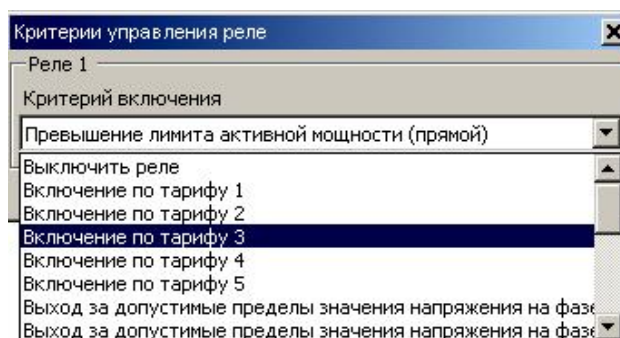 Критерии управления реле
Реле 1
Критерий включения
Превышение лимита активной мощности (прямой)
Выключить реле
Включение по тарифу 1
Включение по тарифу 2
Включение по тарифу 3
Включение по тарифу 4
Включение по тарифу 5
Выход за допустимые пределы значения напряжения на фазе
Выход за допустимые пределы значения напряжения на фазе